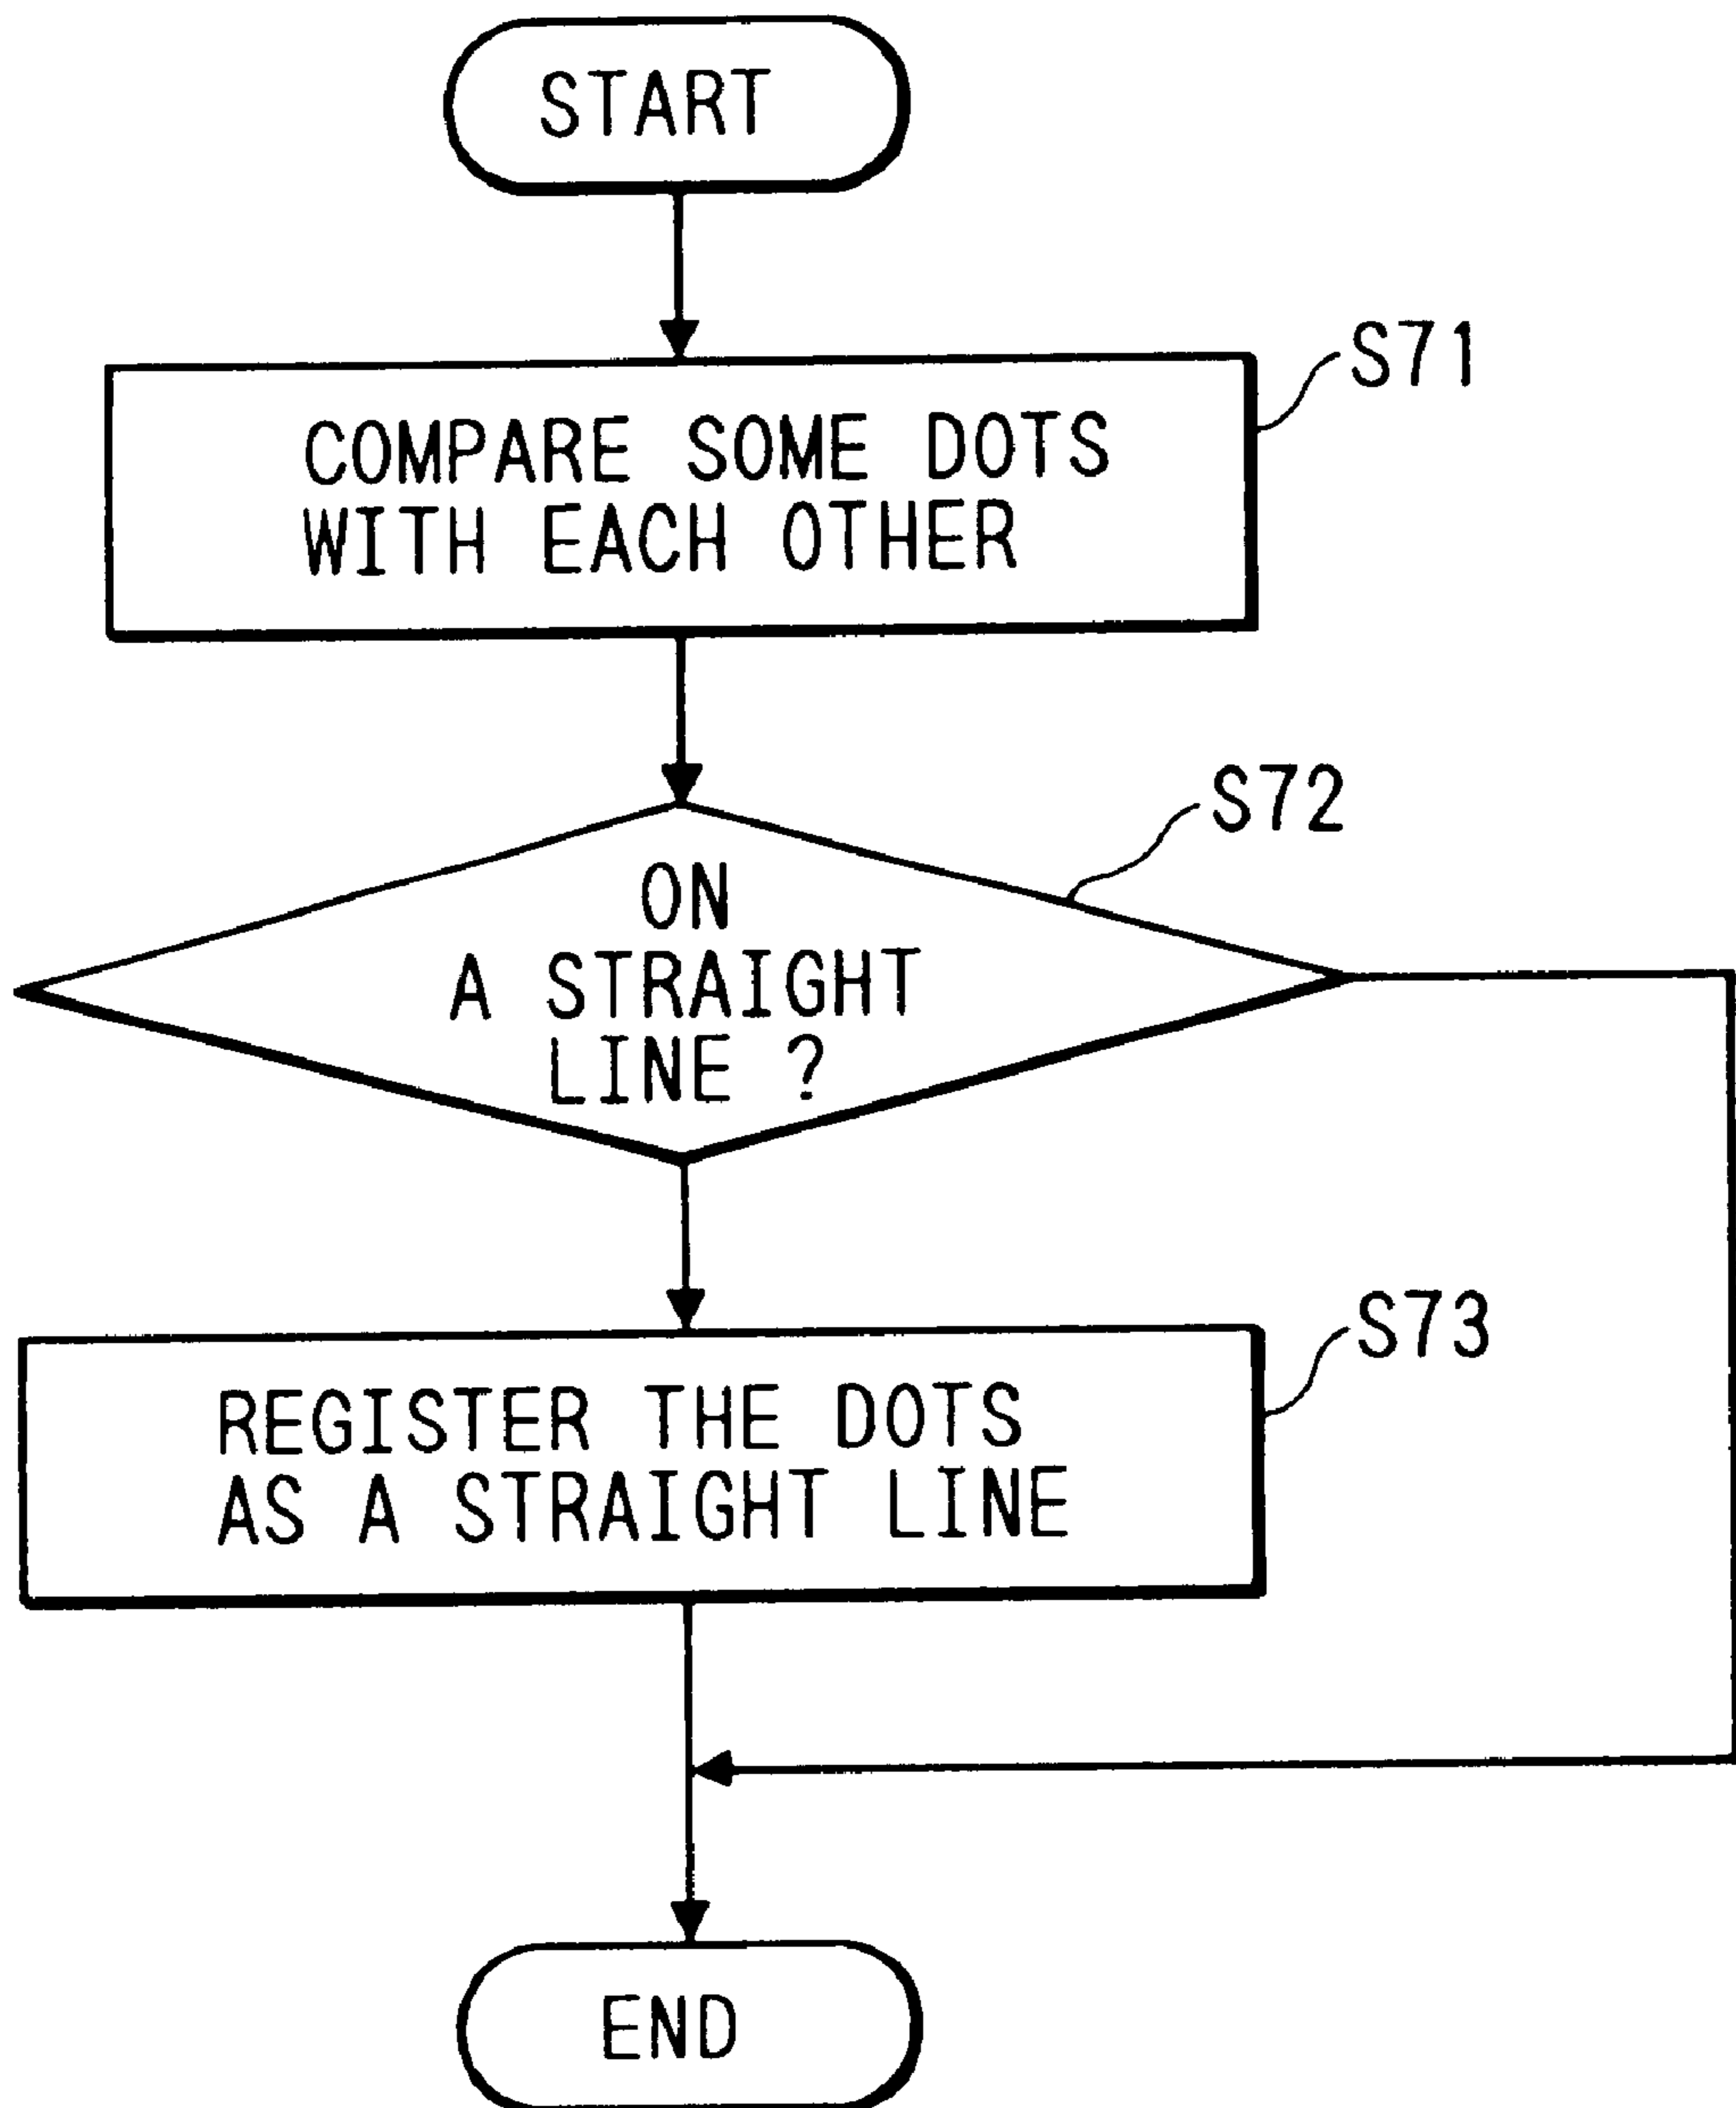 START
S71
COMPARE SOME DOTS
WITH EACH OTHER
S72
ON
A STRAIGHT
LINE ?
S73
REGISTER THE DOTS
AS A STRAIGHT LINE
END